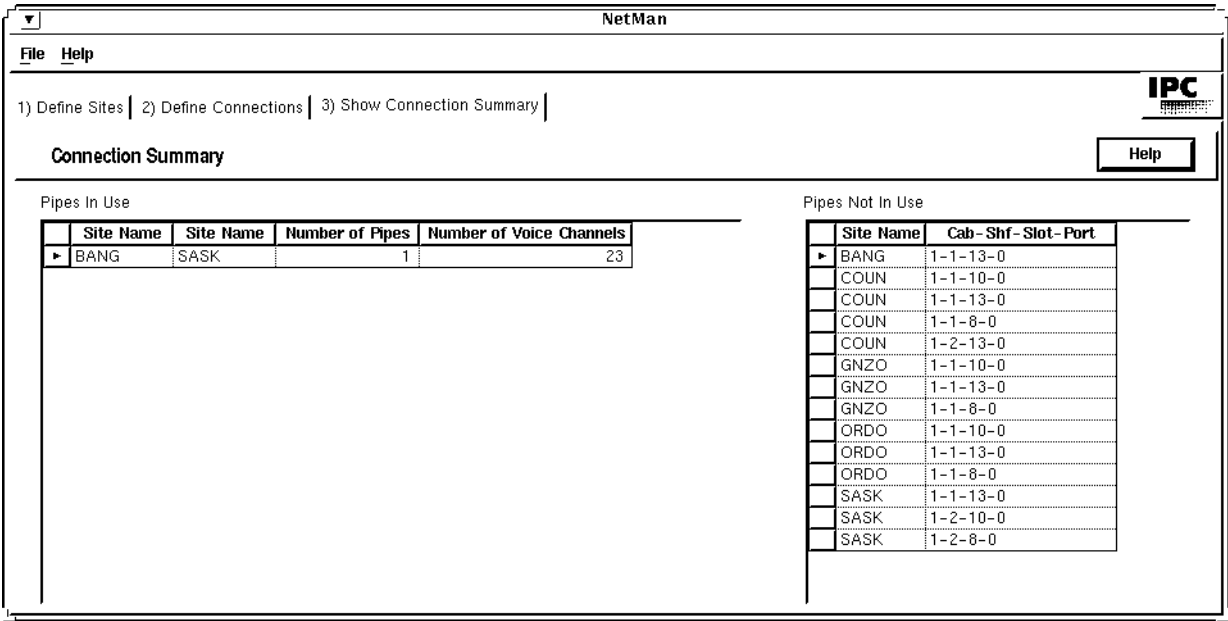 NetMan
File Help
IPC
1) Define Sites 2) Define Connections 3) Show Connection Summary
Connection Summary Help
Pipes In Use
Site Name Site Name Number of Pipes Number of Voice Channels
BANG SASK 1 23
Pipes Not In Use
Site Name Cab-Shf-Slot-Port
BANG 1-1-13-0
COUN 1-1-10-0
COUN 1-1-13-0
COUN 1-1-8-0
COUN 1-2-13-0
GNZO 1-1-10-0
GNZO 1-1-13-0
GNZO 1-1-8-0
ORDO 1-1-10-0
ORDO 1-1-13-0
ORDO 1-1-8-0
SASK 1-1-13-0
SASK 1-2-10-0
SASK 1-2-8-0